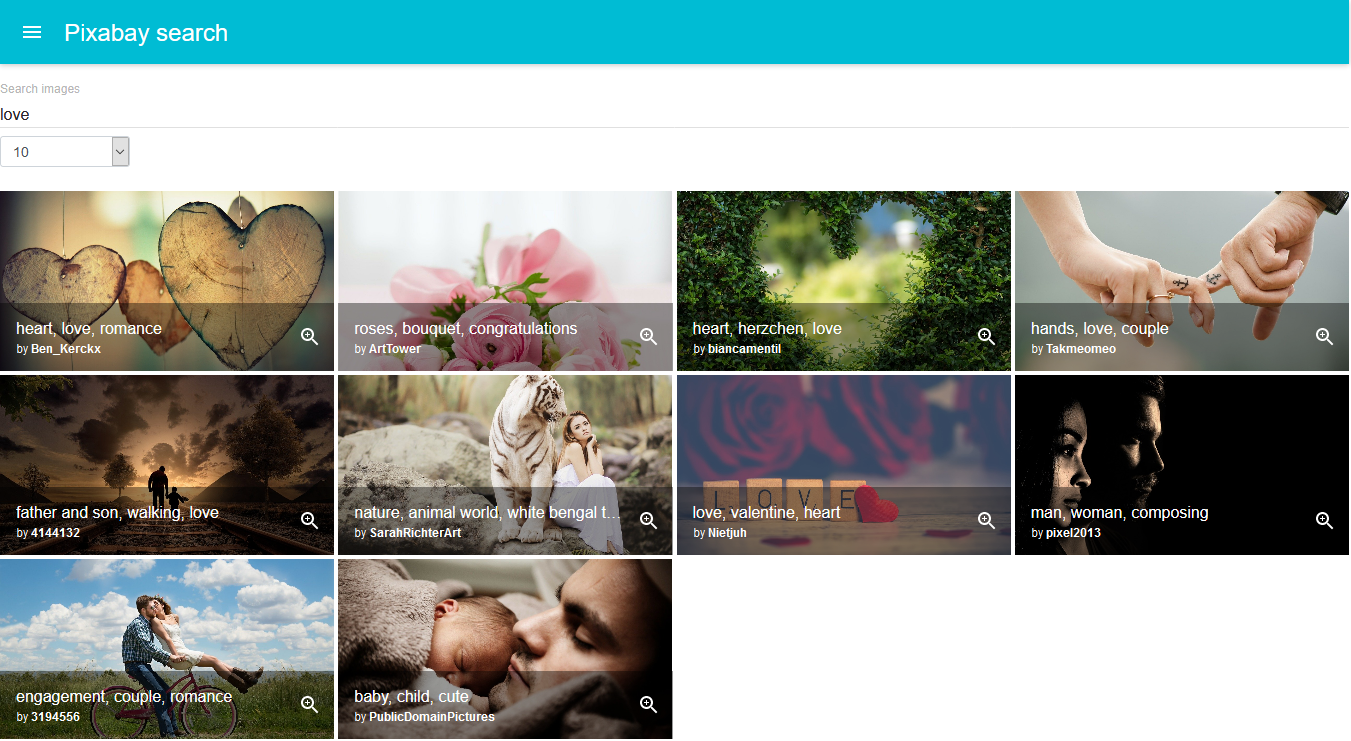 Pixabay search
Search images
love
10
heart, love, romance
by Ben_Kerckx
roses, bouquet, congratulations
by ArtTower
heart, herzchen, love
by biancamentil
hands, love, couple
by Takmeomeo
father and son, walking, love
by 4144132
nature, animal world, white bengal t...
by SarahRichterArt
LOVE
love, valentine, heart
by Nietjuh
man, woman, composing
by pixel2013
engagement, couple, romance
by 3194556
baby, child, cute
by PublicDomainPictures